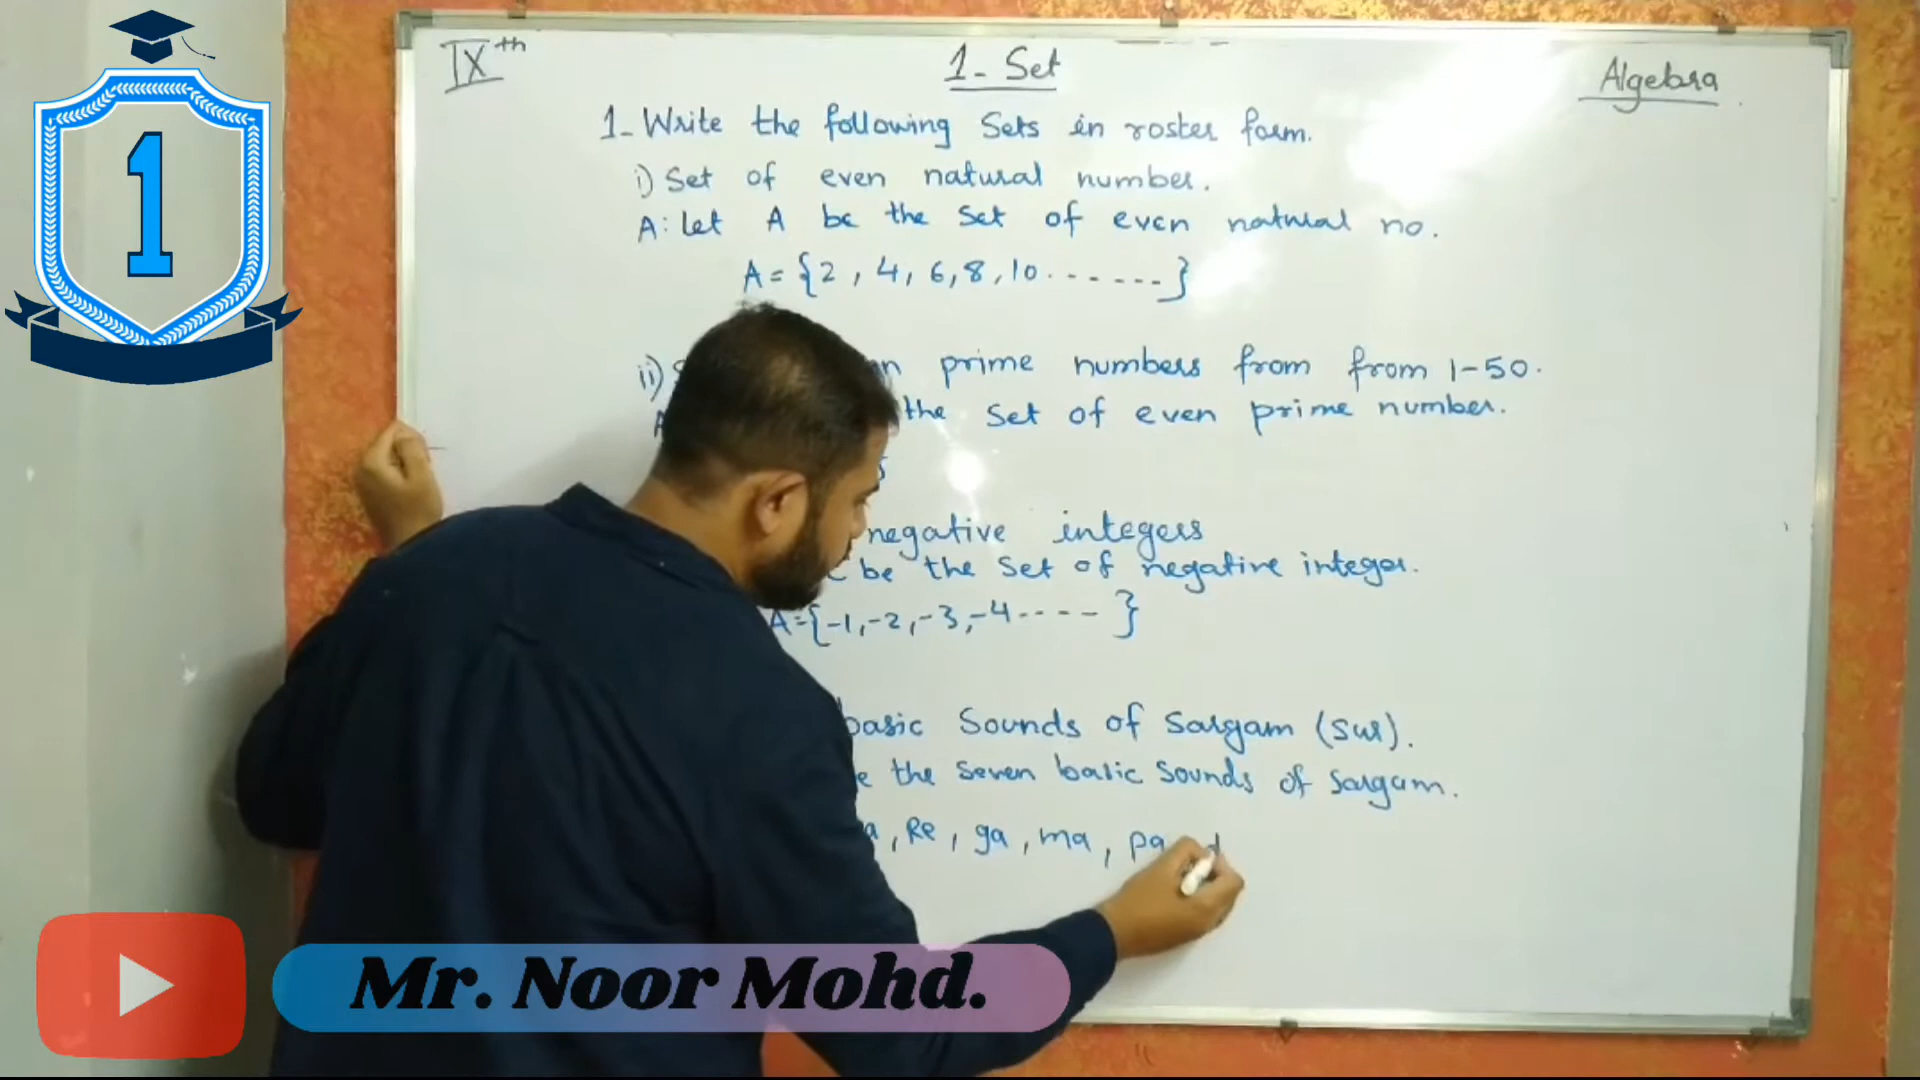 1
IXth
1- Set
Algebra
1- Write the following Sets in roster form.
i) Set of even natural number.
A: let A be the set of even natural no.
A = {2 , 4, 6, 8, 10 . - - - - - - }
ii) prime numbers from from 1-50.
the set of even prime number.
negative integers
be the set of negative integer.
A={-1,-2,-3,-4 - - - - }
basic Sounds of Sargam (sur).
the seven basic sounds of Sargam.
, Re , ga , ma , pa
Mr. Noor Mohd.